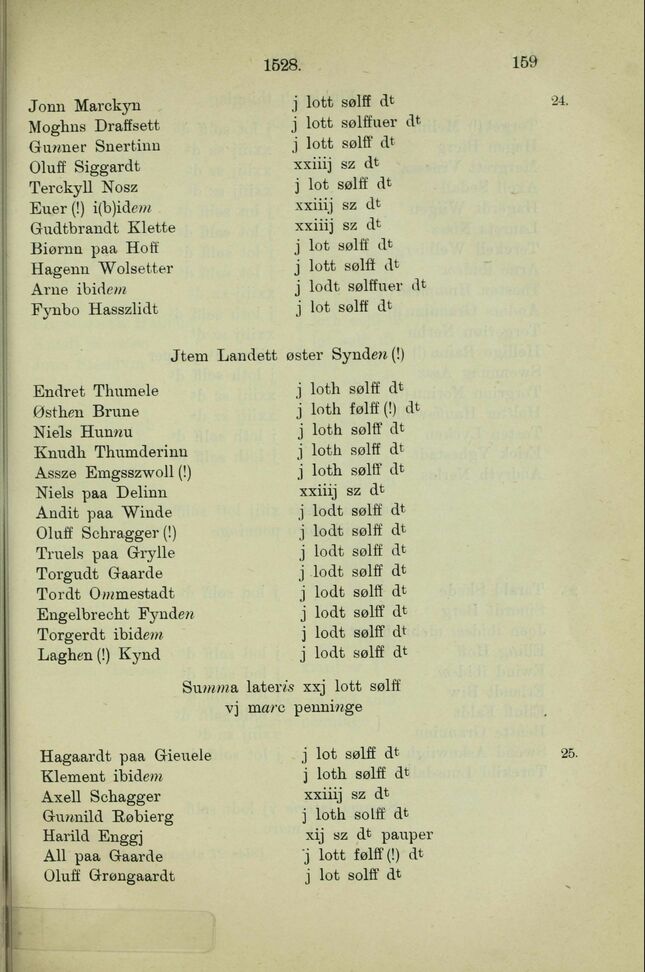 1528. 159
Jonn Marckyn j lott sølff dt 24.
Moghns Draffsett j lott sølffuer dt
Gunner Snertinn j lott sølff dt
Oluff Siggardt xxiiij sz dt
Terckyll Nosz j lot sølff dt
Euer (!) i(b)idem xxiiij sz dt
Gudtbrandt Klette xxiiij sz dt
Biørnn paa Hoff j lot sølff dt
Hagenn Wolsetter j lott sølff dt
Arne ibidem j lodt sølffuer dt
Fynbo Hasszlidt j lot sølff dt
Jtem Landett øster Synden (!)
Endret Thumele j loth sølff dt
Østhen Brune j loth følff (!) dt
Niels Hunnu j loth sølff dt
Knudh Thumderinn j loth sølff dt
Assze Emgsszwoll (!) j loth sølff dt
Niels paa Delinn xxiiij sz dt
Andit paa Winde j lodt sølff dt
Oluff Schragger (!) j lodt sølff dt
Truels paa Grylle j lodt sølff dt
Torgudt Gaarde j lodt sølff dt
Tordt Ommestadt j lodt sølff dt
Engelbrecht Fynden j lodt sølff dt
Torgerdt ibidem j lodt sølff dt
Laghen (!) Kynd j lodt sølff dt
Summa lateris xxj lott sølff
vj marc penninge
Hagaardt paa Gieuele j lot sølff dt 25.
Klement ibidem j loth sølff dt
Axell Schagger xxiiij sz dt
Gunnild Røbierg j loth solff dt
Harild Enggj xij sz dt pauper
All paa Gaarde j lott følff (!) dt
Oluff Grøngaardt j lot solff dt